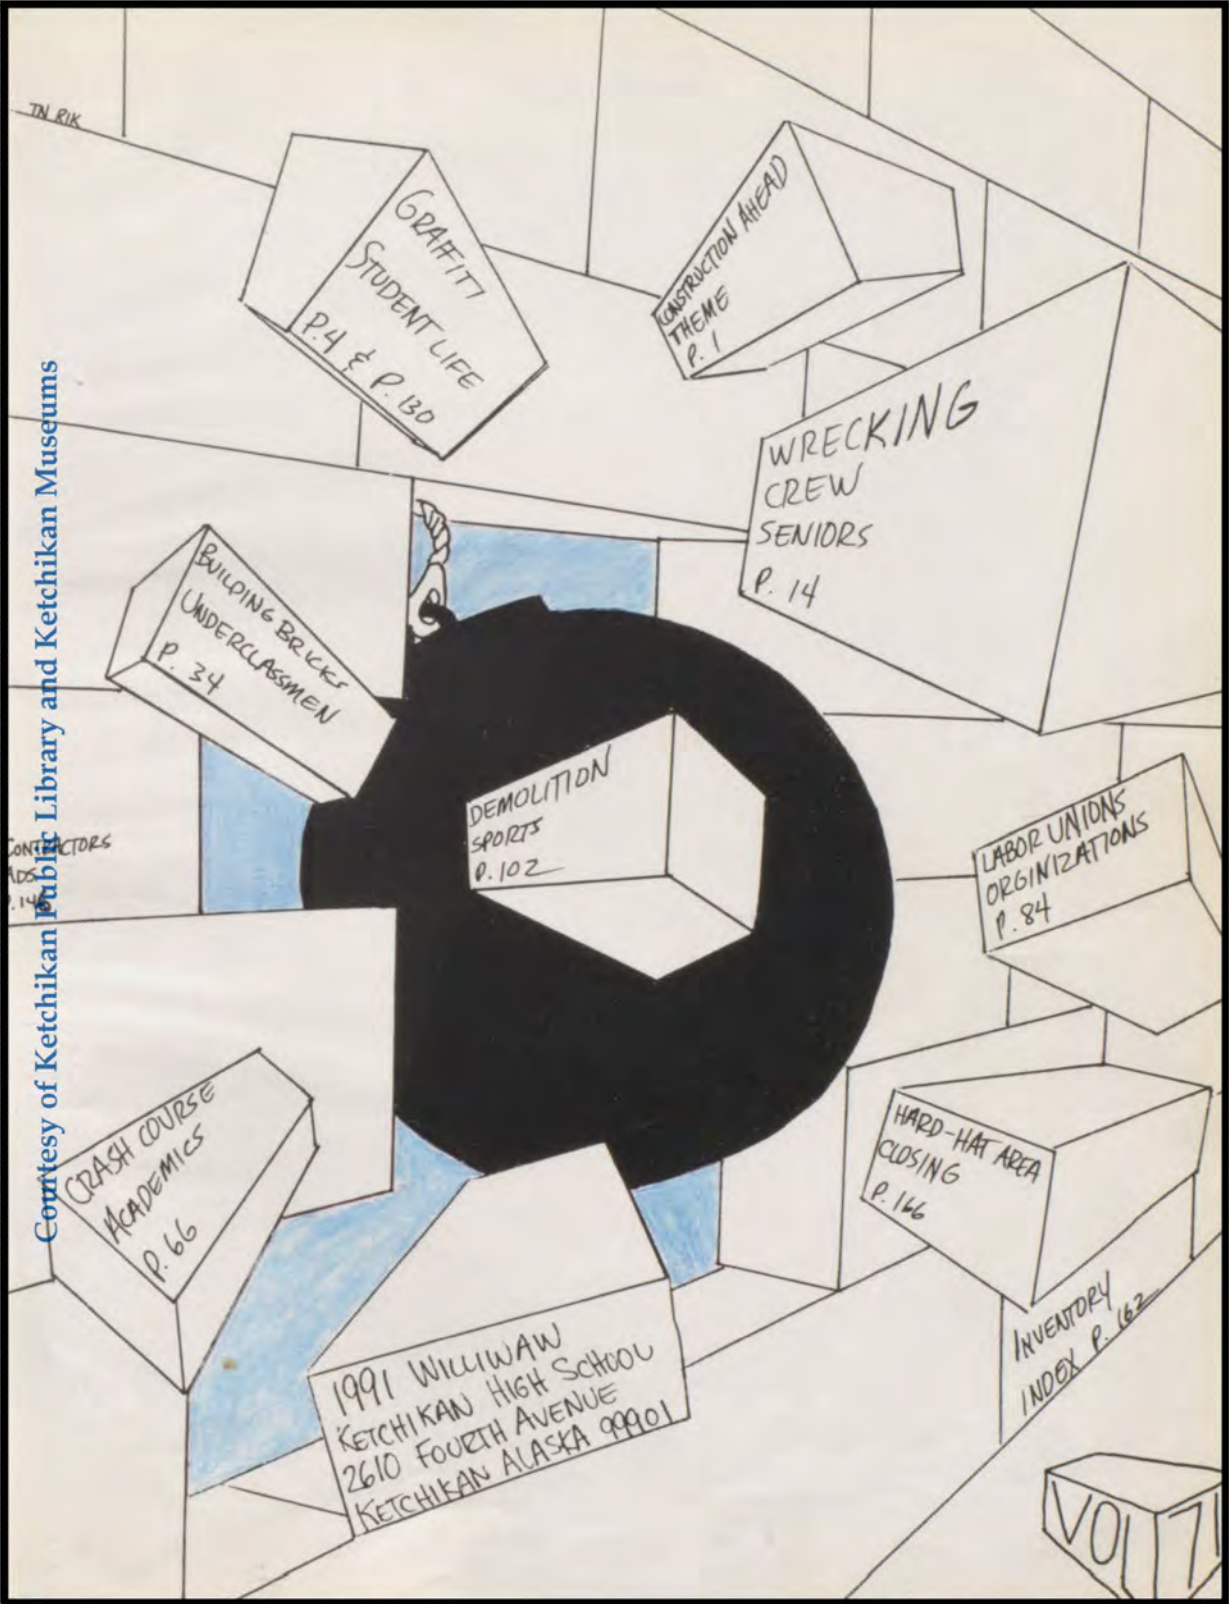 TN RIK
GRAFFITI
STUDENT LIFE
P.4 & P. 130
CONSTRUCTION AHEAD
THEME
P. 1
WRECKING
CREW
SENIORS
P. 14
BUILDING BRICKS
UNDERCLASSMEN
P. 34
DEMOLITION
SPORTS
P. 102
LABOR UNIONS
ORGINIZATIONS
P. 84
CONTRACTORS
ADS
CRASH COURSE
ACADEMICS
P. 66
HARD-HAT AREA
CLOSING
P. 166
INVENTORY
INDEX P. 162
1991 WILLIWAW
KETCHIKAN HIGH SCHOOL
2610 FOURTH AVENUE
KETCHIKAN ALASKA 99901
VOL 71
Courtesy of Ketchikan Public Library and Ketchikan Museums